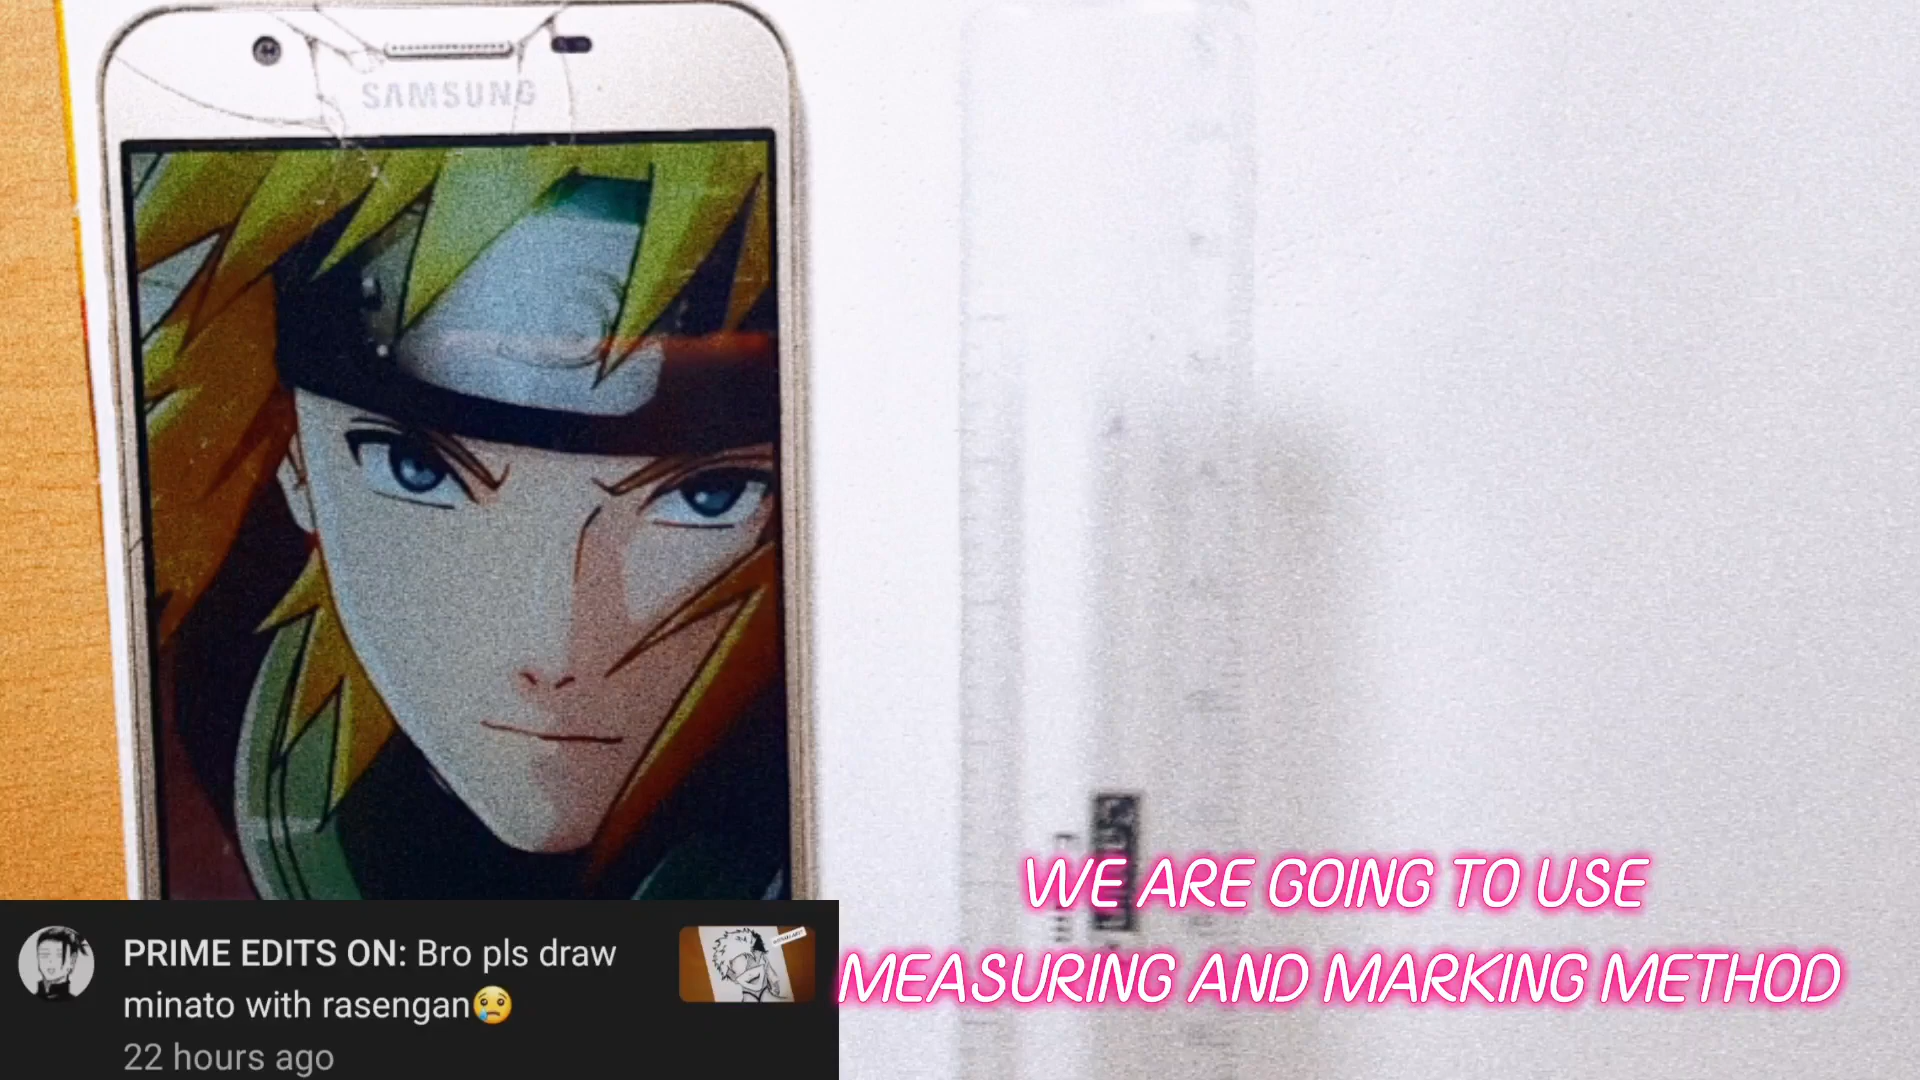 SAMSUNG
WE ARE GOING TO USE
MEASURING AND MARKING METHOD
PRIME EDITS ON: Bro pls draw
minato with rasengan😢
22 hours ago